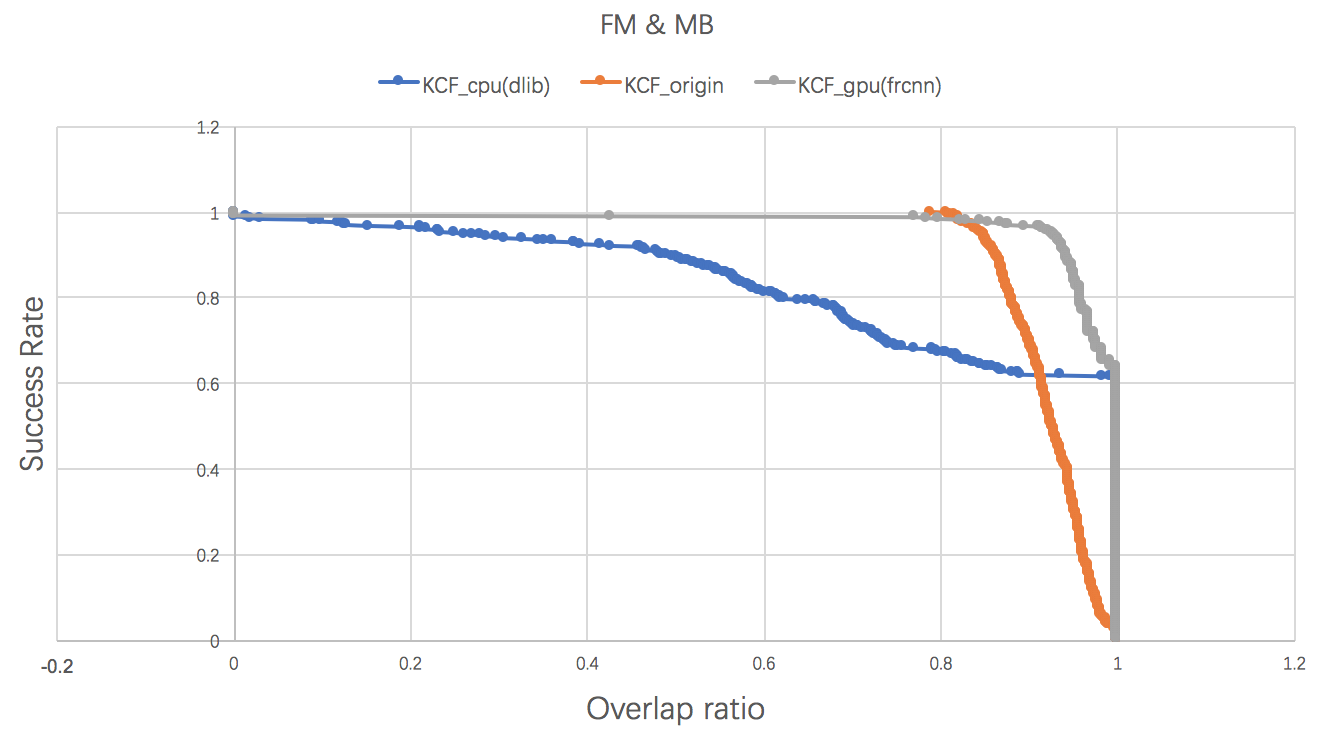 FM & MB
KCF_cpu(dlib) KCF_origin KCF_gpu(frcnn)
1.2
1
0.8
0.6
0.4
0.2
0
Success Rate
-0.2 0 0.2 0.4 0.6 0.8 1 1.2
Overlap ratio